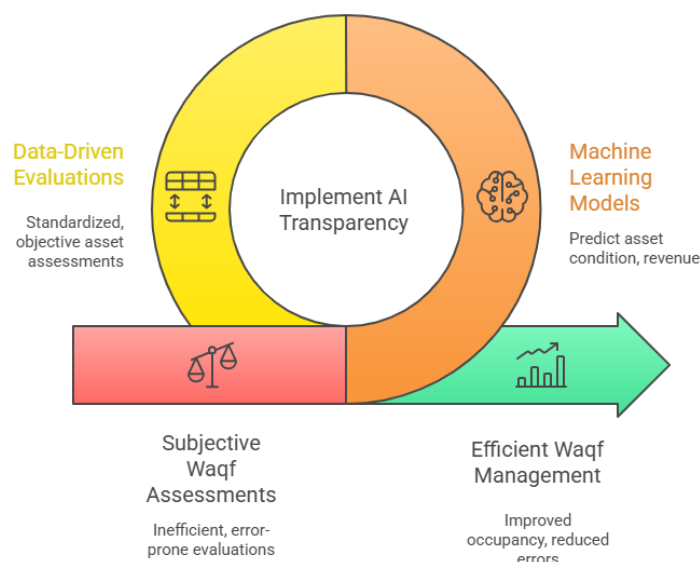 Data-Driven
Evaluations
Standardized,
objective asset
assessments
Implement AI
Transparency
Machine
Learning
Models
Predict asset
condition, revenue
Subjective
Waqf
Assessments
Inefficient, error-
prone evaluations
Efficient Waqf
Management
Improved
occupancy, reduced
errors